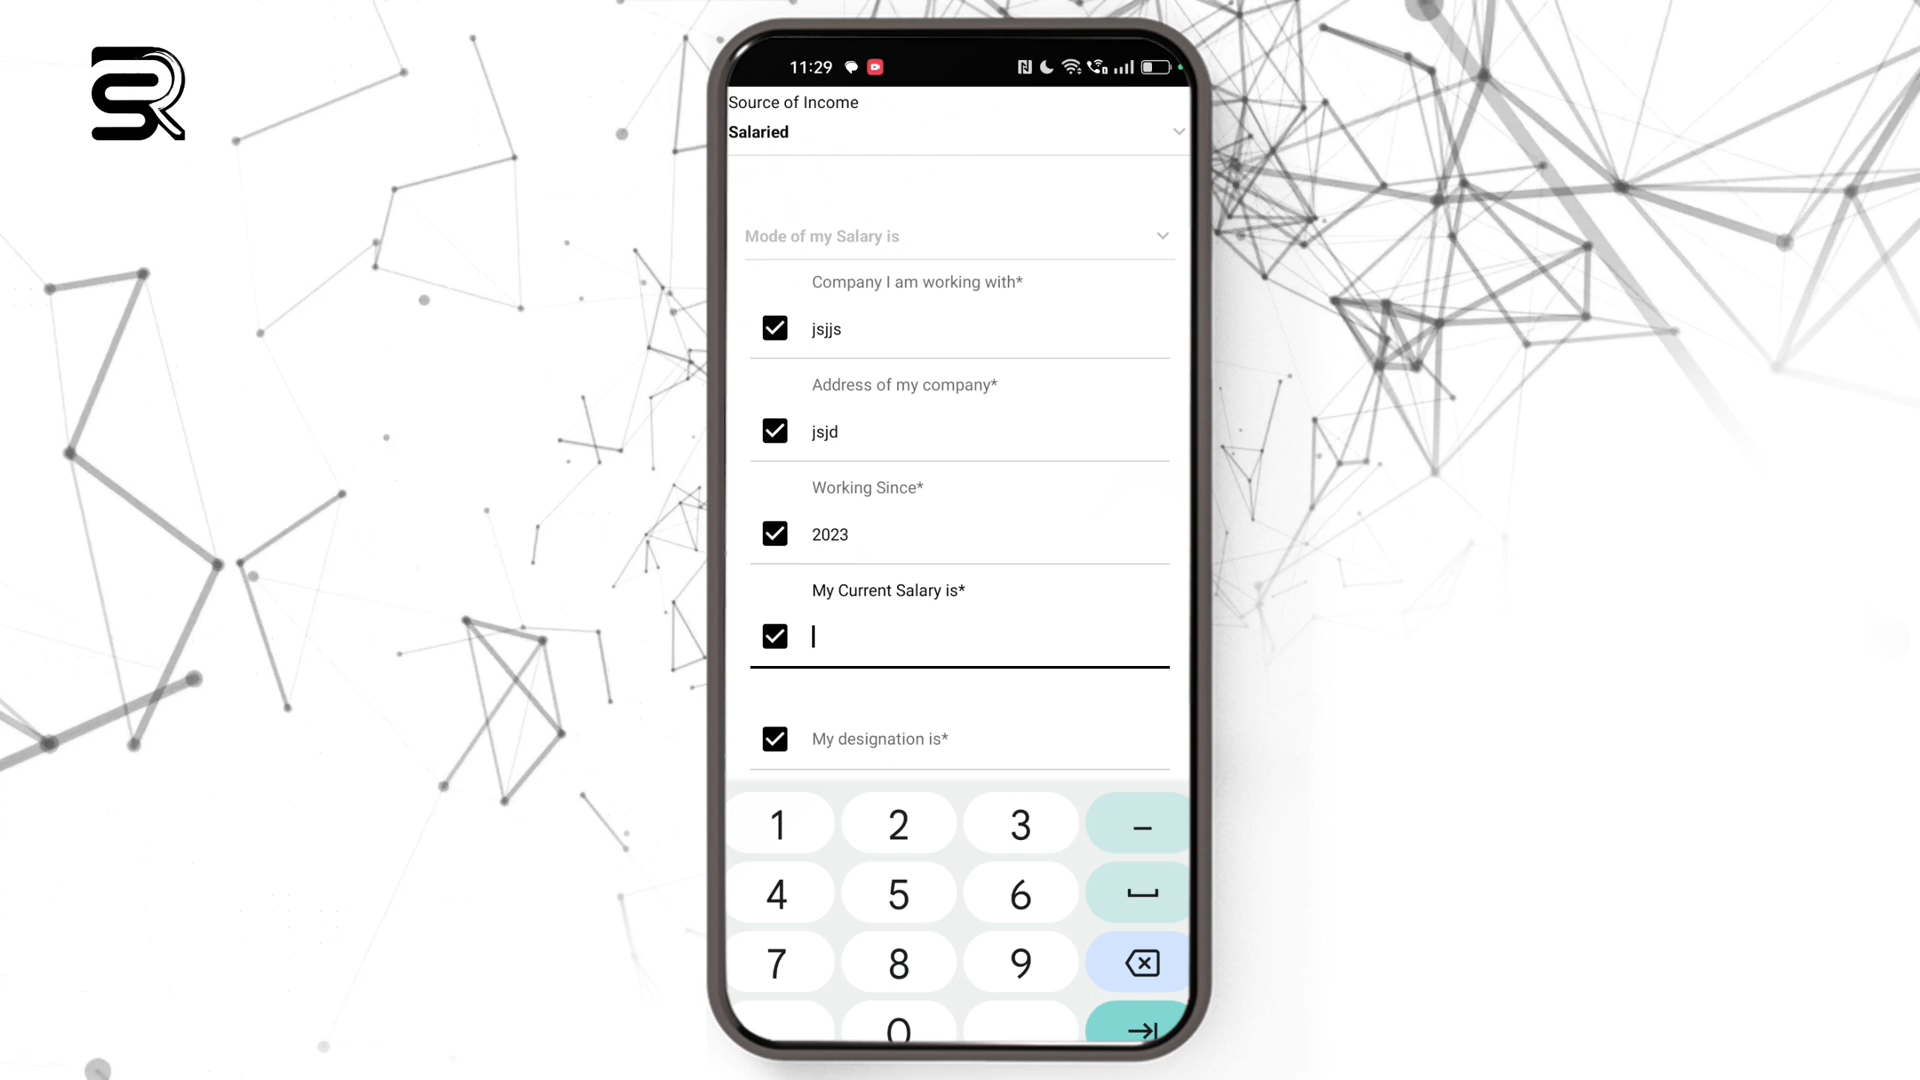 SR
11:29
Source of Income
Salaried
Mode of my Salary is
Company I am working with*
jsjjs
Address of my company*
jsjd
Working Since*
2023
My Current Salary is*
My designation is*
1 2 3 –
4 5 6
7 8 9
0